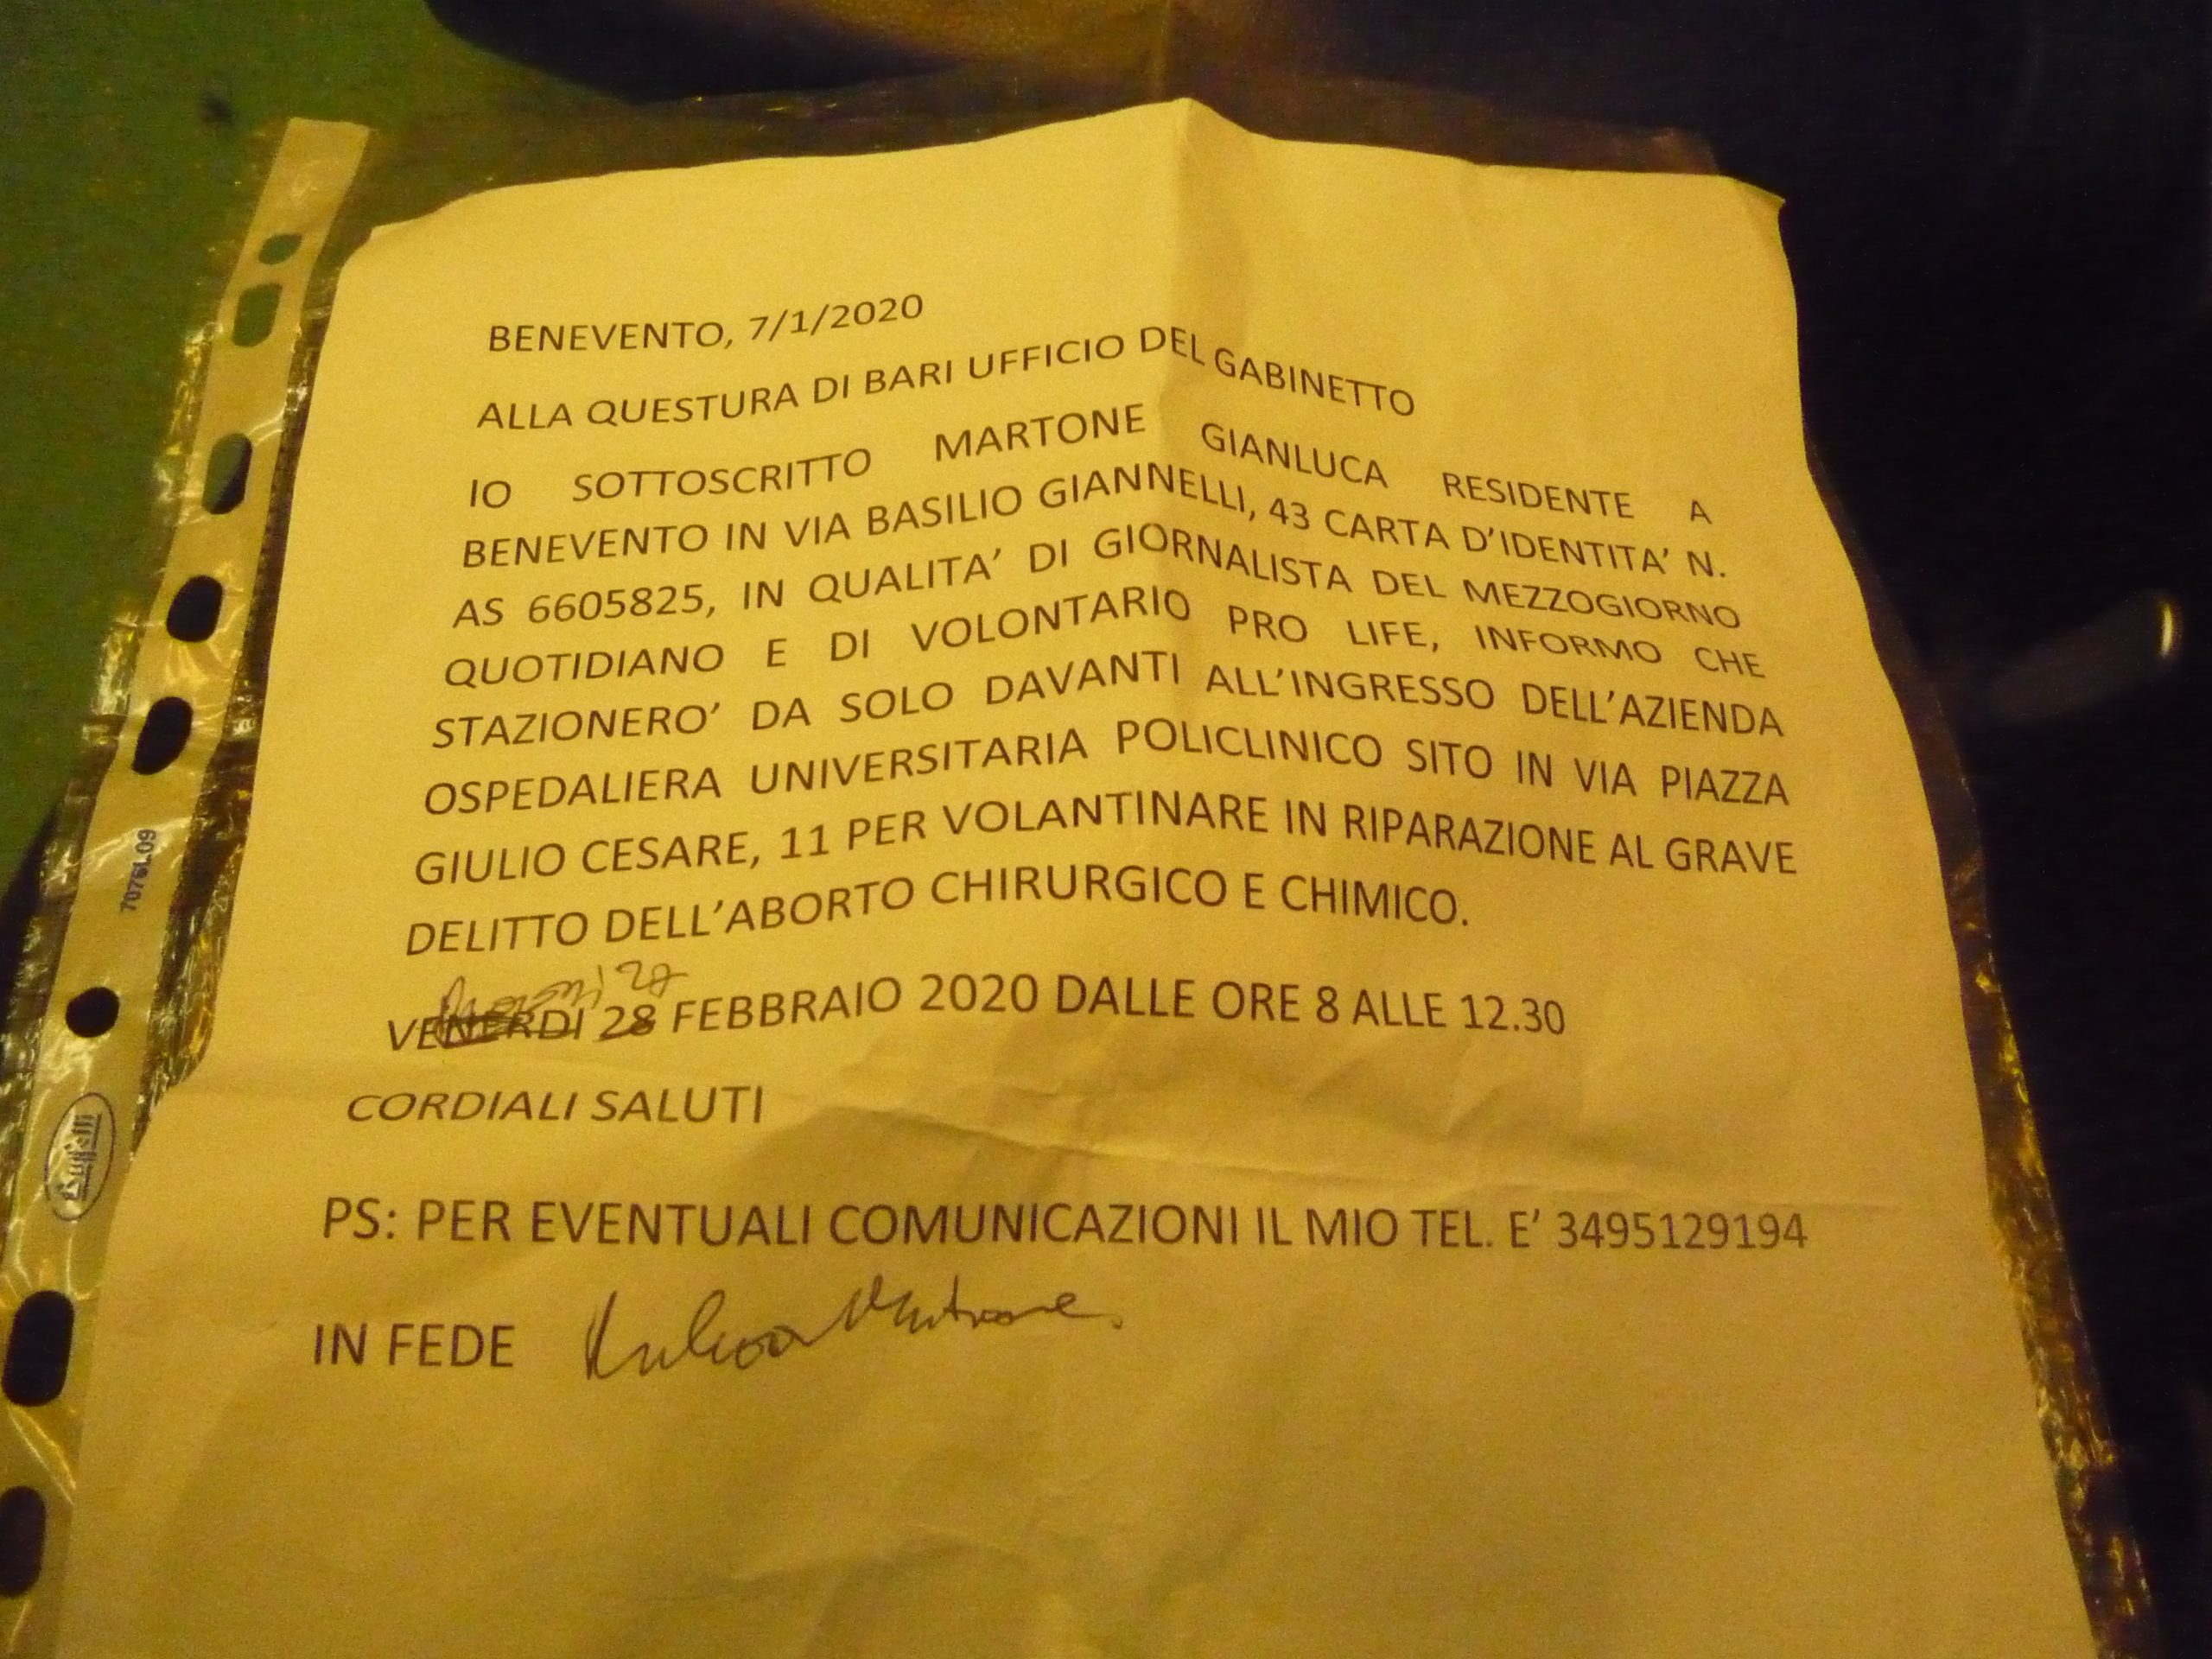 BENEVENTO, 7/1/2020
ALLA QUESTURA DI BARI UFFICIO DEL GABINETTO
IO SOTTOSCRITTO MARTONE GIANLUCA RESIDENTE A
BENEVENTO IN VIA BASILIO GIANNELLI, 43 CARTA D'IDENTITA' N.
AS 6605825, IN QUALITA' DI GIORNALISTA DEL MEZZOGIORNO
QUOTIDIANO E DI VOLONTARIO PRO LIFE, INFORMO CHE
STAZIONERO' DA SOLO DAVANTI ALL'INGRESSO DELL'AZIENDA
OSPEDALIERA UNIVERSITARIA POLICLINICO SITO IN VIA PIAZZA
GIULIO CESARE, 11 PER VOLANTINARE IN RIPARAZIONE AL GRAVE
DELITTO DELL'ABORTO CHIRURGICO E CHIMICO.
VENERDI 28 FEBBRAIO 2020 DALLE ORE 8 ALLE 12.30
CORDIALI SALUTI
PS: PER EVENTUALI COMUNICAZIONI IL MIO TEL. E' 3495129194
IN FEDE